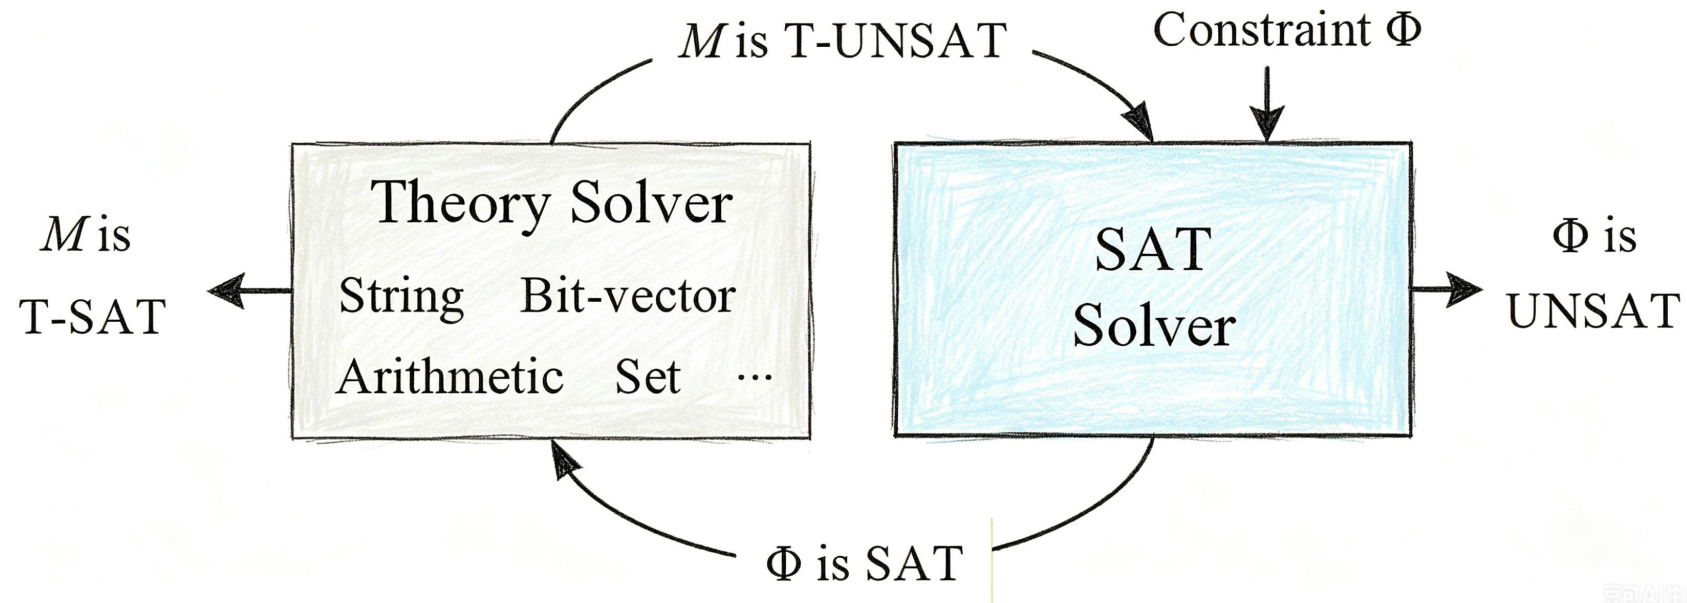 M is T-UNSAT
Constraint Φ
Theory Solver
String Bit-vector
Arithmetic Set ···
SAT
Solver
M is
T-SAT
Φ is
UNSAT
Φ is SAT